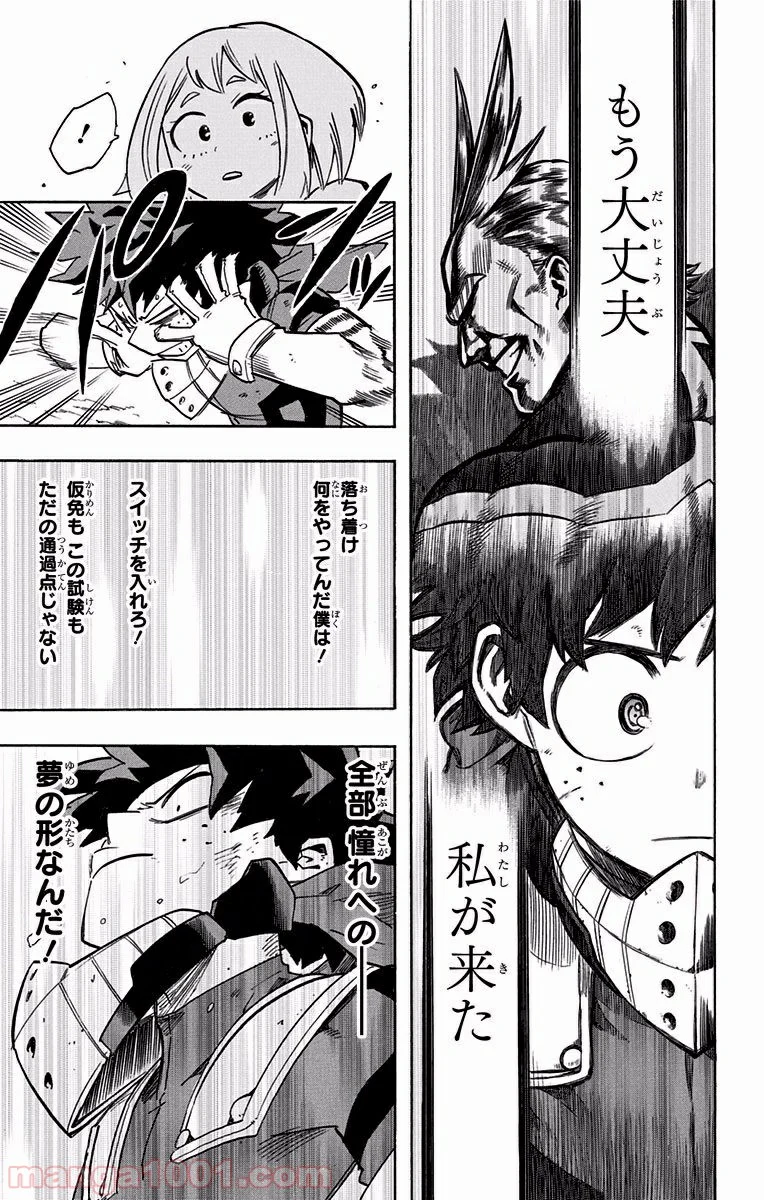 もう大丈夫
私が来た
！
落ち着け
何をやってんだ僕は！
スイッチを入れろ！
仮免も この試験も
ただの通過点じゃない
全部 憧れへの──
夢の形なんだ！
manga1001.com